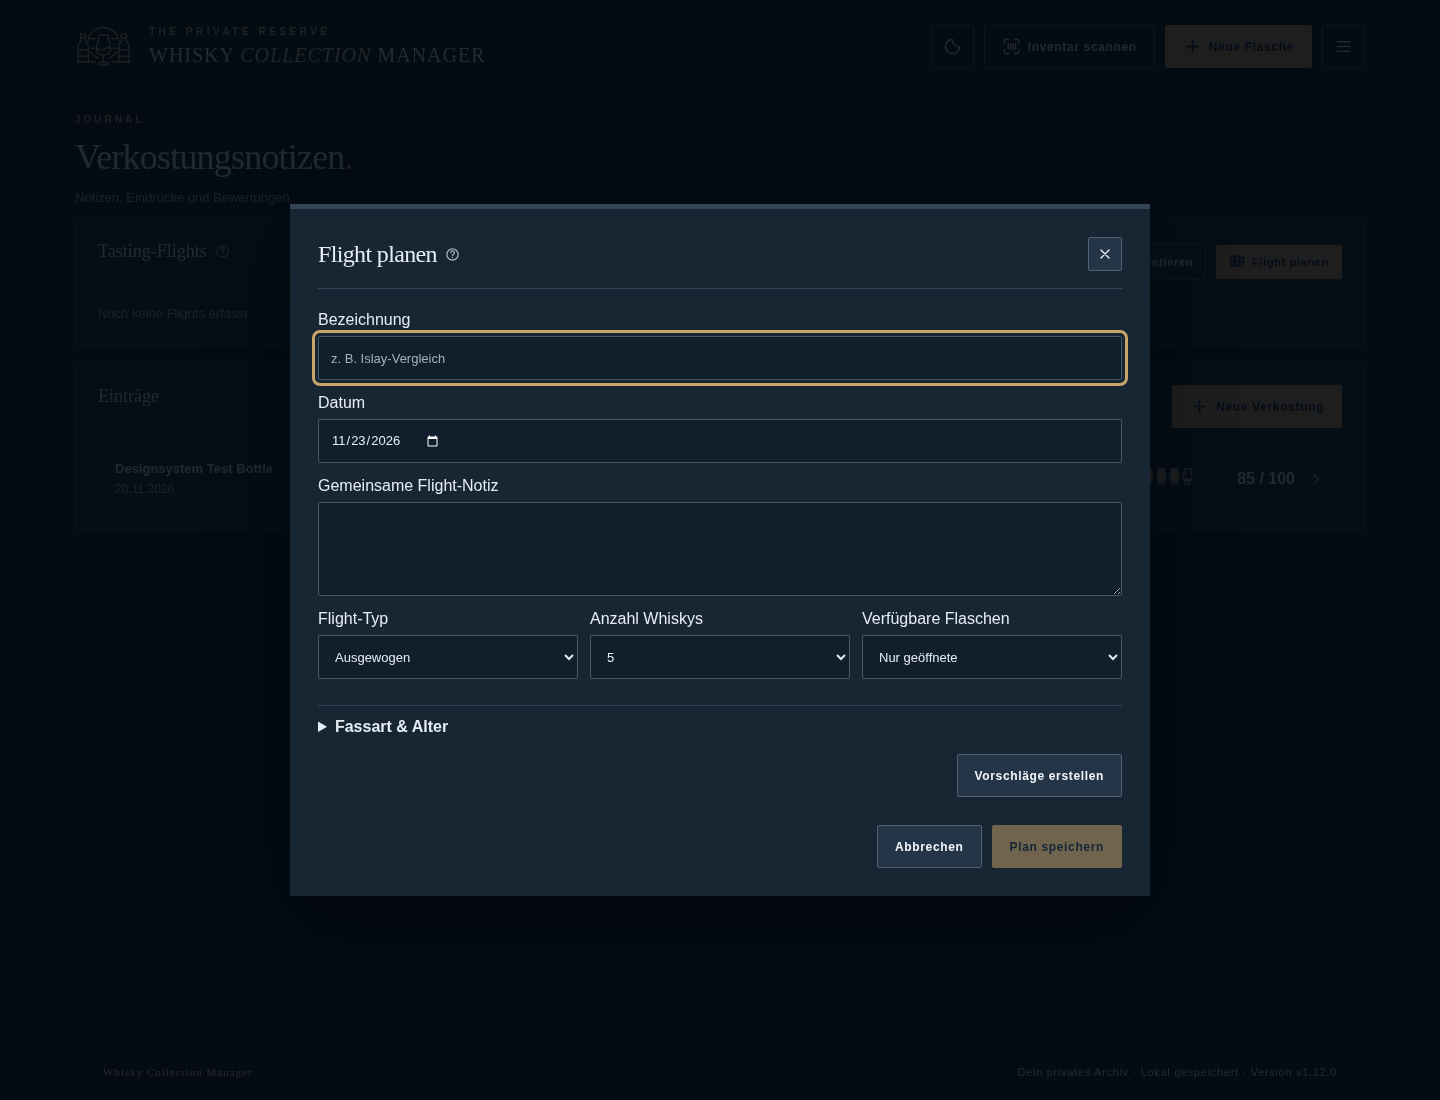 THE PRIVATE RESERVE
WHISKY COLLECTION MANAGER
Inventar scannen
Neue Flasche
JOURNAL
Verkostungsnotizen.
Notizen, Eindrücke und Bewertungen.
Tasting-Flights
Flight planen
Noch keine Flights erfasst.
Einträge
Neue Verkostung
Designsystem Test Bottle
20.11.2026
85 / 100
Flight planen
Bezeichnung
z. B. Islay-Vergleich
Datum
11/23/2026
Gemeinsame Flight-Notiz
Flight-Typ
Anzahl Whiskys
Verfügbare Flaschen
Ausgewogen
5
Nur geöffnete
Fassart & Alter
Vorschläge erstellen
Abbrechen
Plan speichern
Whisky Collection Manager
Dein privates Archiv · Lokal gespeichert · Version v1.12.0